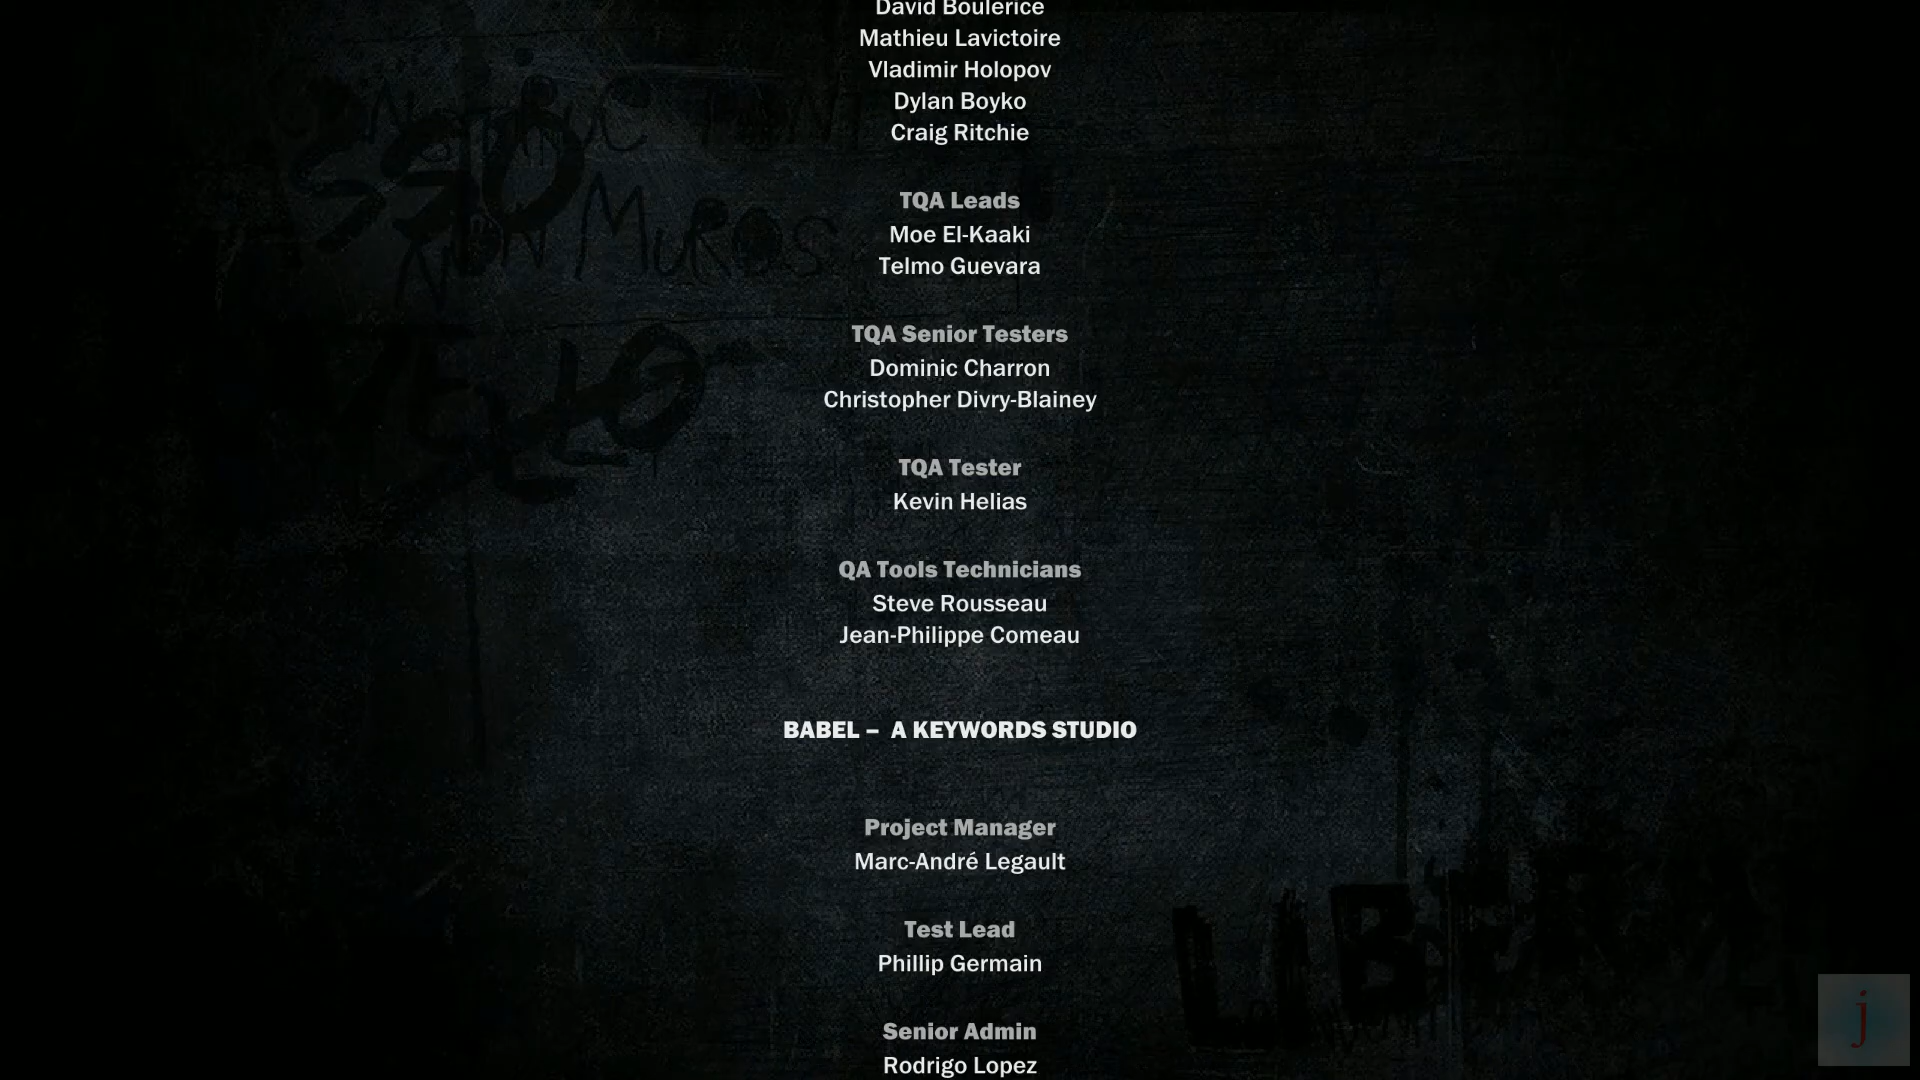 David Boulerice
Mathieu Lavictoire
Vladimir Holopov
Dylan Boyko
Craig Ritchie
TQA Leads
Moe El-Kaaki
Telmo Guevara
TQA Senior Testers
Dominic Charron
Christopher Divry-Blainey
TQA Tester
Kevin Helias
QA Tools Technicians
Steve Rousseau
Jean-Philippe Comeau
BABEL – A KEYWORDS STUDIO
Project Manager
Marc-André Legault
Test Lead
Phillip Germain
Senior Admin
Rodrigo Lopez
j